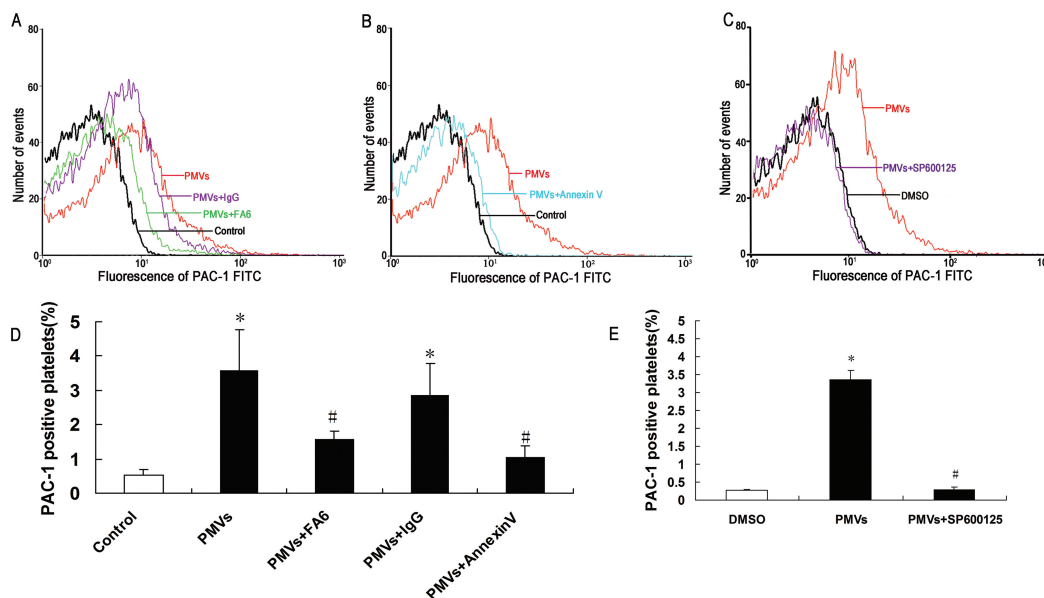 A
80
60
40
20
0
Number of events
PMVs
PMVs+IgG
PMVs+FA6
Control
10⁰
10¹
10²
10³
Fluorescence of PAC-1 FITC
B
80
60
40
20
0
Number of events
PMVs
PMVs+Annexin V
Control
10⁰
10¹
10²
10³
Fluorescence of PAC-1 FITC
C
80
60
40
20
0
Number of events
PMVs
PMVs+SP600125
DMSO
10⁰
10¹
10²
Fluorescence of PAC-1 FITC
D
PAC-1 positive platelets(%)
5
4
3
2
1
0
*
#
*
#
Control
PMVs
PMVs+FA6
PMVs+IgG
PMVs+AnnexinV
E
PAC-1 positive platelets(%)
5
4.5
4
3.5
3
2.5
2
1.5
1
0.5
0
*
#
DMSO
PMVs
PMVs+SP600125